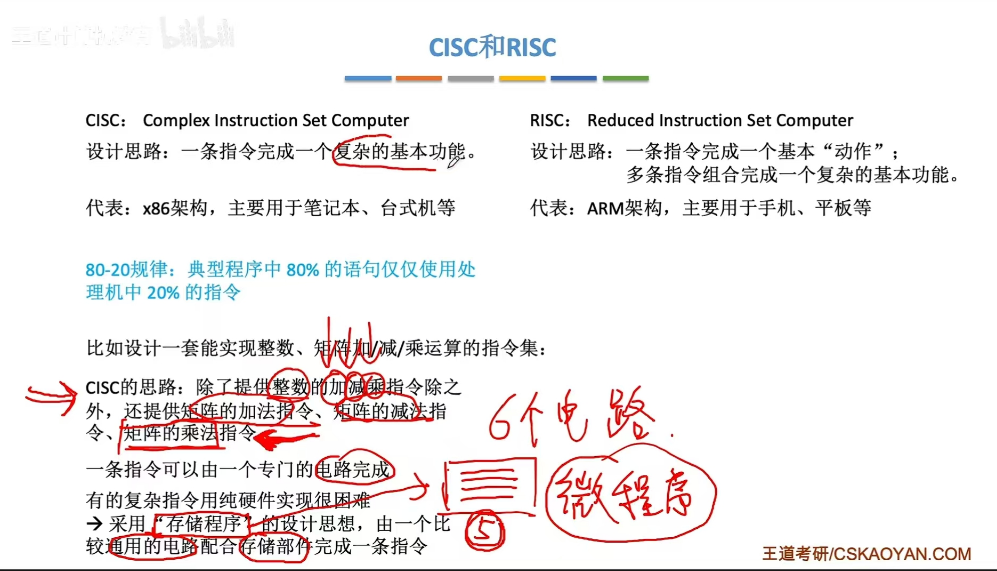 bilibili
CISC和RISC
CISC： Complex Instruction Set Computer
设计思路：一条指令完成一个复杂的基本功能。
代表：x86架构，主要用于笔记本、台式机等
RISC： Reduced Instruction Set Computer
设计思路：一条指令完成一个基本“动作”；
多条指令组合完成一个复杂的基本功能。
代表：ARM架构，主要用于手机、平板等
80-20规律：典型程序中 80% 的语句仅仅使用处
理机中 20% 的指令
比如设计一套能实现整数、矩阵加/减/乘运算的指令集：
CISC的思路：除了提供整数的加减乘指令除之
外，还提供矩阵的加法指令、矩阵的减法指
令、矩阵的乘法指令
一条指令可以由一个专门的电路完成
有的复杂指令用纯硬件实现很困难
→ 采用“存储程序”的设计思想，由一个比
较通用的电路配合存储部件完成一条指令
6个电路.
微程序
5
王道考研/CSKAOYAN.COM